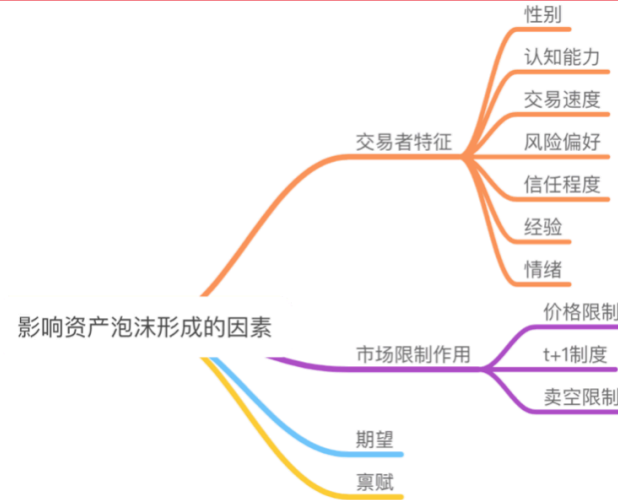 影响资产泡沫形成的因素
交易者特征
性别
认知能力
交易速度
风险偏好
信任程度
经验
情绪
市场限制作用
价格限制
t+1制度
卖空限制
期望
禀赋